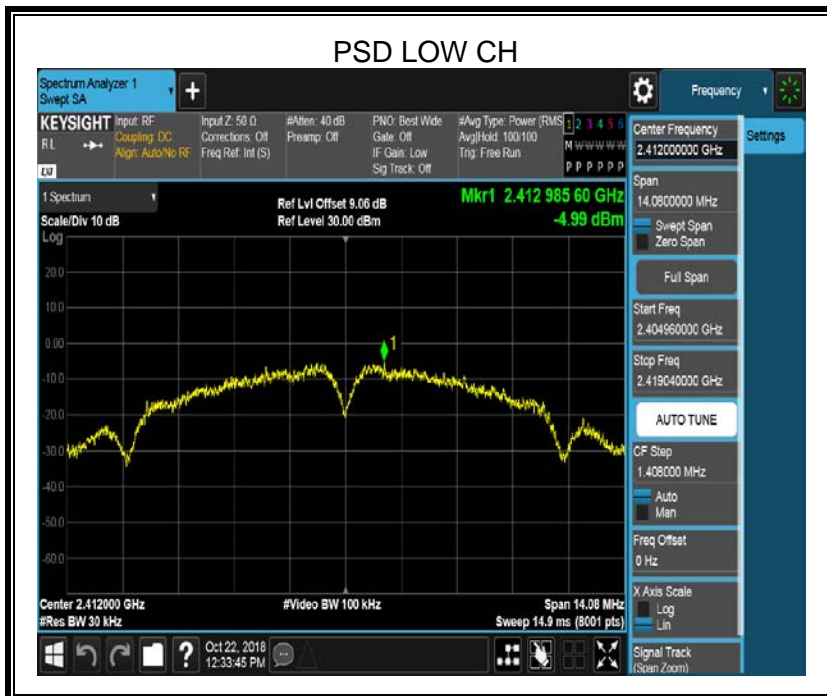 PSD LOW CH
Spectrum Analyzer 1
Swept SA
Frequency
KEYSIGHT
RL
Input: RF
Coupling: DC
Align: Auto/No RF
Input Z: 50 Ω
Corrections: Off
Freq Ref: Int (S)
#Atten: 40 dB
Preamp: Off
PNO: Best Wide
Gate: Off
IF Gain: Low
Sig Track: Off
#Avg Type: Power (RMS
Avg|Hold: 100/100
Trig: Free Run
1 2 3 4 5 6
M W W W W W
P P P P P P
Center Frequency
2.412000000 GHz
Settings
Span
14.0800000 MHz
Swept Span
Zero Span
Full Span
Start Freq
2.404960000 GHz
Stop Freq
2.419040000 GHz
AUTO TUNE
CF Step
1.408000 MHz
Auto
Man
Freq Offset
0 Hz
X Axis Scale
Log
Lin
Signal Track
(Span Zoom)
1 Spectrum
Scale/Div 10 dB
Log
Ref Lvl Offset 9.06 dB
Ref Level 30.00 dBm
Mkr1 2.412 985 60 GHz
-4.99 dBm
20.0
10.0
0.00
-10.0
-20.0
-30.0
-40.0
-50.0
-60.0
1
Center 2.412000 GHz
#Res BW 30 kHz
#Video BW 100 kHz
Span 14.08 MHz
Sweep 14.9 ms (8001 pts)
?
Oct 22, 2018
12:33:45 PM